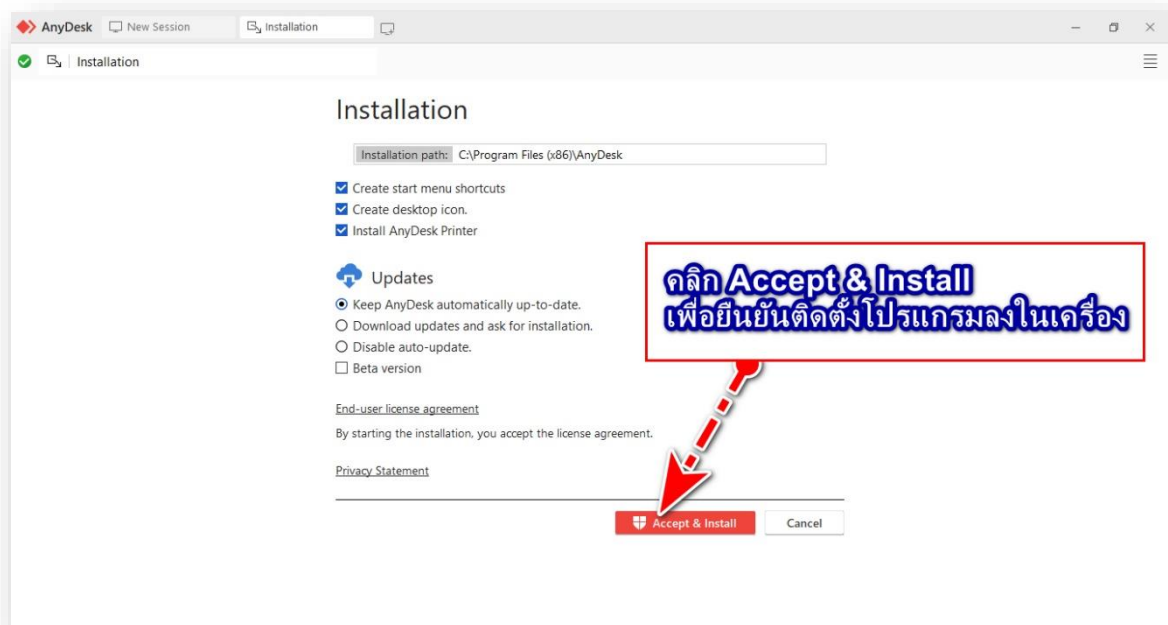 AnyDesk New Session Installation
Installation
Installation
Installation path: C:\Program Files (x86)\AnyDesk
Create start menu shortcuts
Create desktop icon.
Install AnyDesk Printer
Updates
Keep AnyDesk automatically up-to-date.
Download updates and ask for installation.
Disable auto-update.
Beta version
คลิก Accept & Install
เพื่อยืนยันติดตั้งโปรแกรมลงในเครื่อง
End-user license agreement
By starting the installation, you accept the license agreement.
Privacy Statement
Accept & Install Cancel